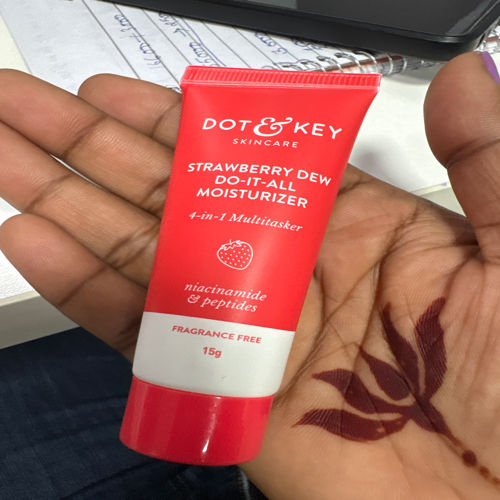 DOT & KEY
SKINCARE
STRAWBERRY DEW
DO-IT-ALL
MOISTURIZER
4-in-1 Multitasker
niacinamide
& peptides
FRAGRANCE FREE
15g